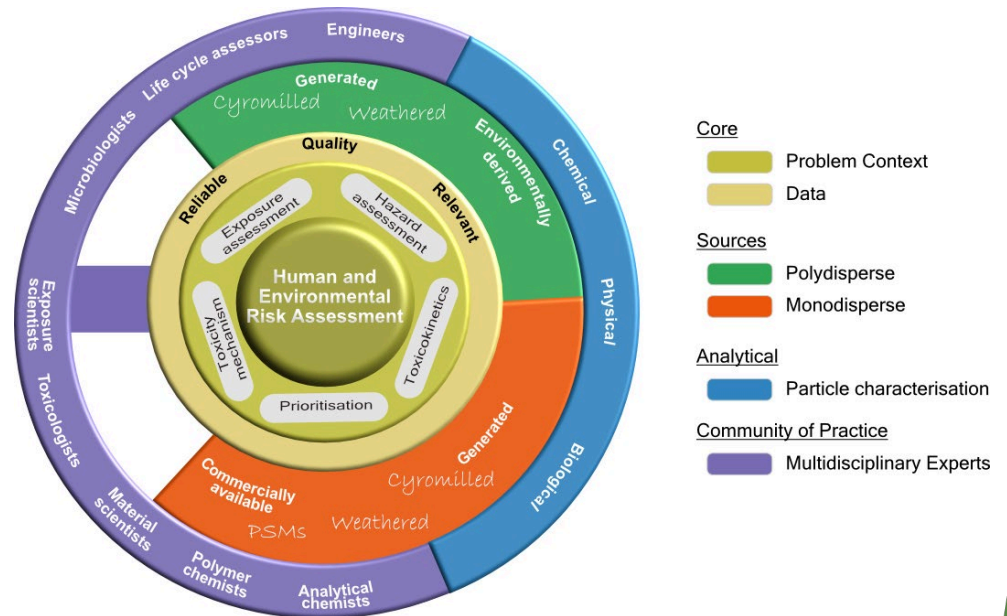 Engineers
Life cycle assessors
Microbiologists
Exposure
scientists
Toxicologists
Material
scientists
Polymer
chemists
Analytical
chemists
Generated
Cyromilled
Weathered
Environmentally
derived
Chemical
Physical
Biological
Quality
Reliable
Relevant
Exposure
assessment
Hazard
assessment
Human and
Environmental
Risk Assessment
Toxicity
mechanism
Toxicokinetics
Prioritisation
Commercially
available
PSMs
Weathered
Cyromilled
Generated
Core
Problem Context
Data
Sources
Polydisperse
Monodisperse
Analytical
Particle characterisation
Community of Practice
Multidisciplinary Experts